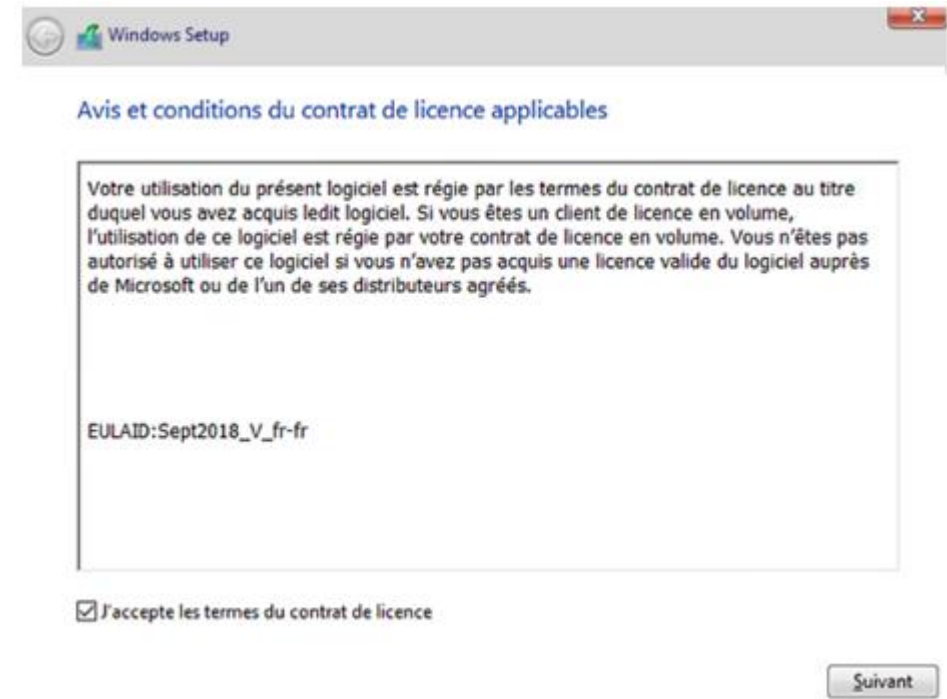 Windows Setup
Avis et conditions du contrat de licence applicables
Votre utilisation du présent logiciel est régie par les termes du contrat de licence au titre
duquel vous avez acquis ledit logiciel. Si vous êtes un client de licence en volume,
l’utilisation de ce logiciel est régie par votre contrat de licence en volume. Vous n’êtes pas
autorisé à utiliser ce logiciel si vous n’avez pas acquis une licence valide du logiciel auprès
de Microsoft ou de l’un de ses distributeurs agréés.
EULAID:Sept2018_V_fr-fr
J'accepte les termes du contrat de licence
Suivant